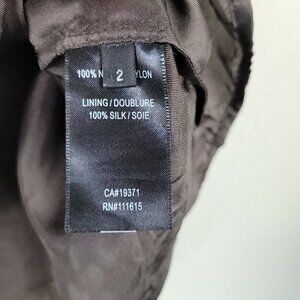 100% N
2
YLON
LINING / DOUBLURE
100% SILK / SOIE
CA#19371
RN#111615